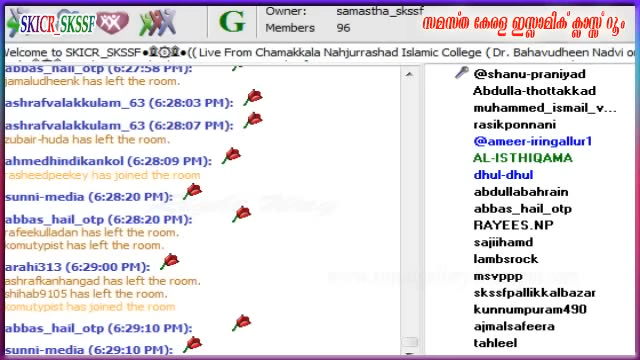 SKICR_SKSSF
G
Owner: samastha_skssf
Members 96
സമസ്ത കേരള ഇസ്ലാമിക് ക്ലാസ്സ് റൂം
Welcome to SKICR_SKSSF●۩۞۩●(( Live From Chamakkala Nahjurrashad Islamic College ( Dr. Bahavudheen Nadvi on
abbas_hail_otp (6:27:58 PM):
jamaludheenk has left the room.
ashrafvalakkulam_63 (6:28:03 PM):
ashrafvalakkulam_63 (6:28:07 PM):
zubair-huda has left the room.
ahmedhindikankol (6:28:09 PM):
rasheedpeekey has joined the room
sunni-media (6:28:20 PM):
abbas_hail_otp (6:28:20 PM):
rafeekulladan has left the room.
komutypist has left the room.
arahi313 (6:29:00 PM):
ashrafkanhangad has left the room.
shihab9105 has left the room.
komutypist has joined the room
abbas_hail_otp (6:29:10 PM):
sunni-media (6:29:10 PM):
@shanu-praniyad
Abdulla-thottakkad
muhammed_ismail_v...
rasikponnani
@ameer-iringallur1
AL-ISTHIQAMA
dhul-dhul
abdullabahrain
abbas_hail_otp
RAYEES.NP
sajjihamd
lambsrock
msvppp
skssfpallikkalbazar
kunnumpuram490
ajmalsafeera
tahleel